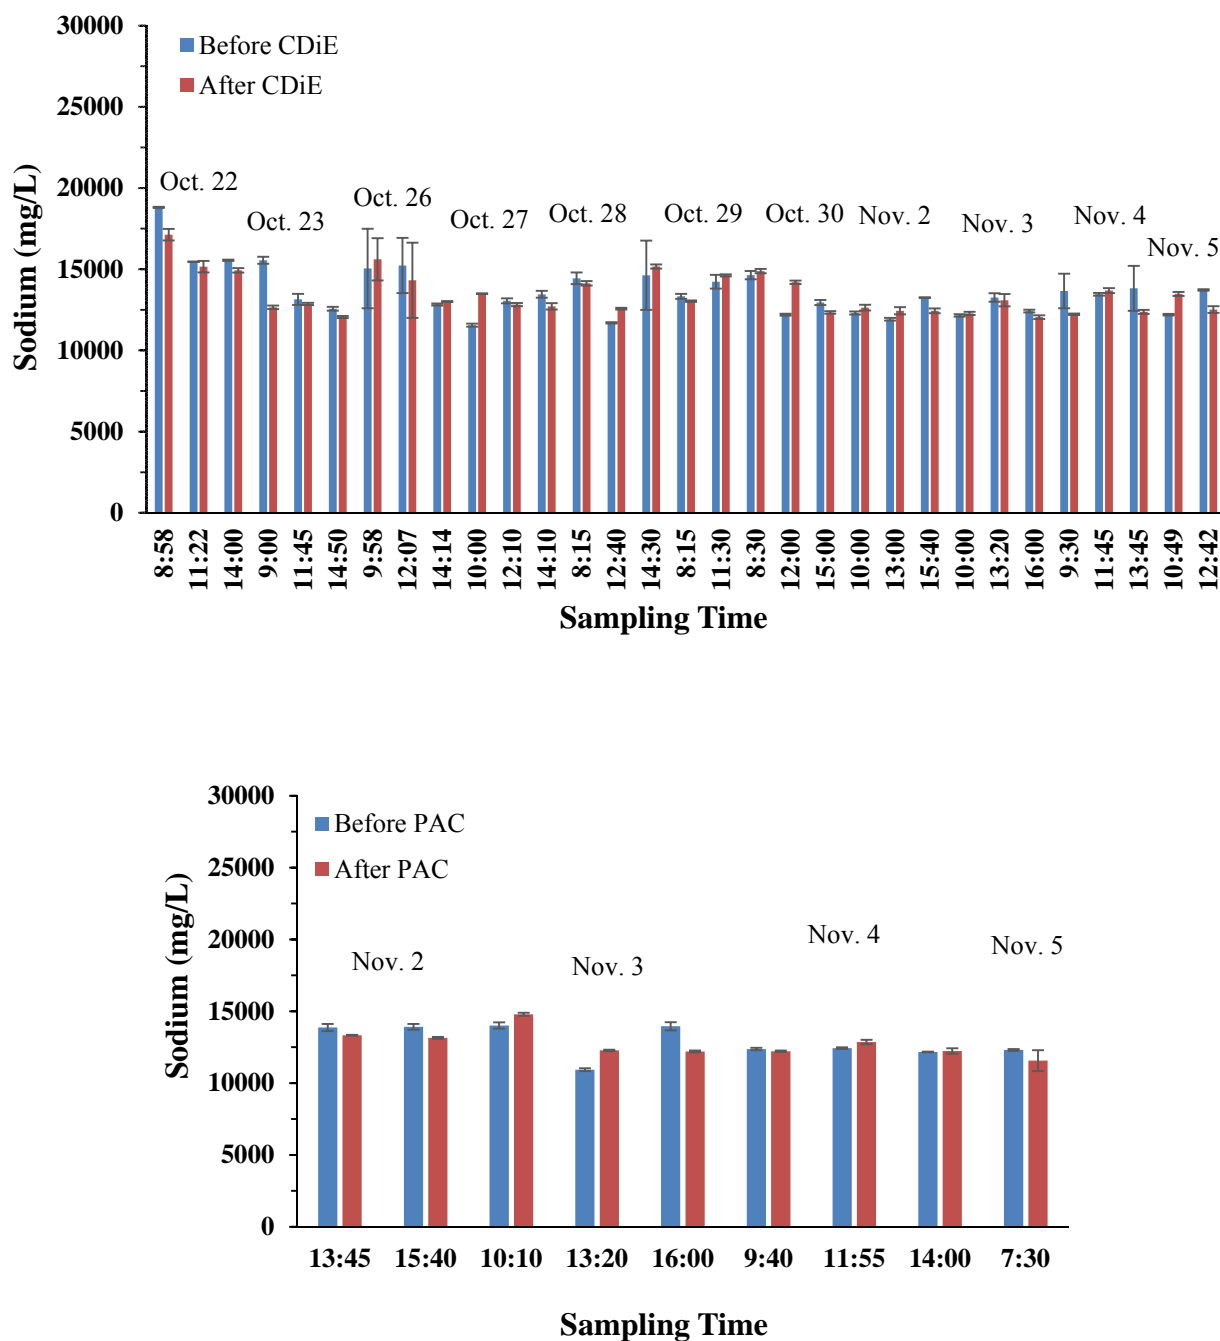 30000
25000
20000
15000
10000
5000
0
Sodium (mg/L)
Before CDiE
After CDiE
Oct. 22
Oct. 23
Oct. 26
Oct. 27
Oct. 28
Oct. 29
Oct. 30
Nov. 2
Nov. 3
Nov. 4
Nov. 5
8:58
11:22
14:00
9:00
11:45
14:50
9:58
12:07
14:14
10:00
12:10
14:10
8:15
12:40
14:30
8:15
11:30
8:30
12:00
15:00
10:00
13:00
15:40
10:00
13:20
16:00
9:30
11:45
13:45
10:49
12:42
Sampling Time
30000
25000
20000
15000
10000
5000
0
Sodium (mg/L)
Before PAC
After PAC
Nov. 2
Nov. 3
Nov. 4
Nov. 5
13:45 15:40 10:10 13:20 16:00 9:40 11:55 14:00 7:30
Sampling Time